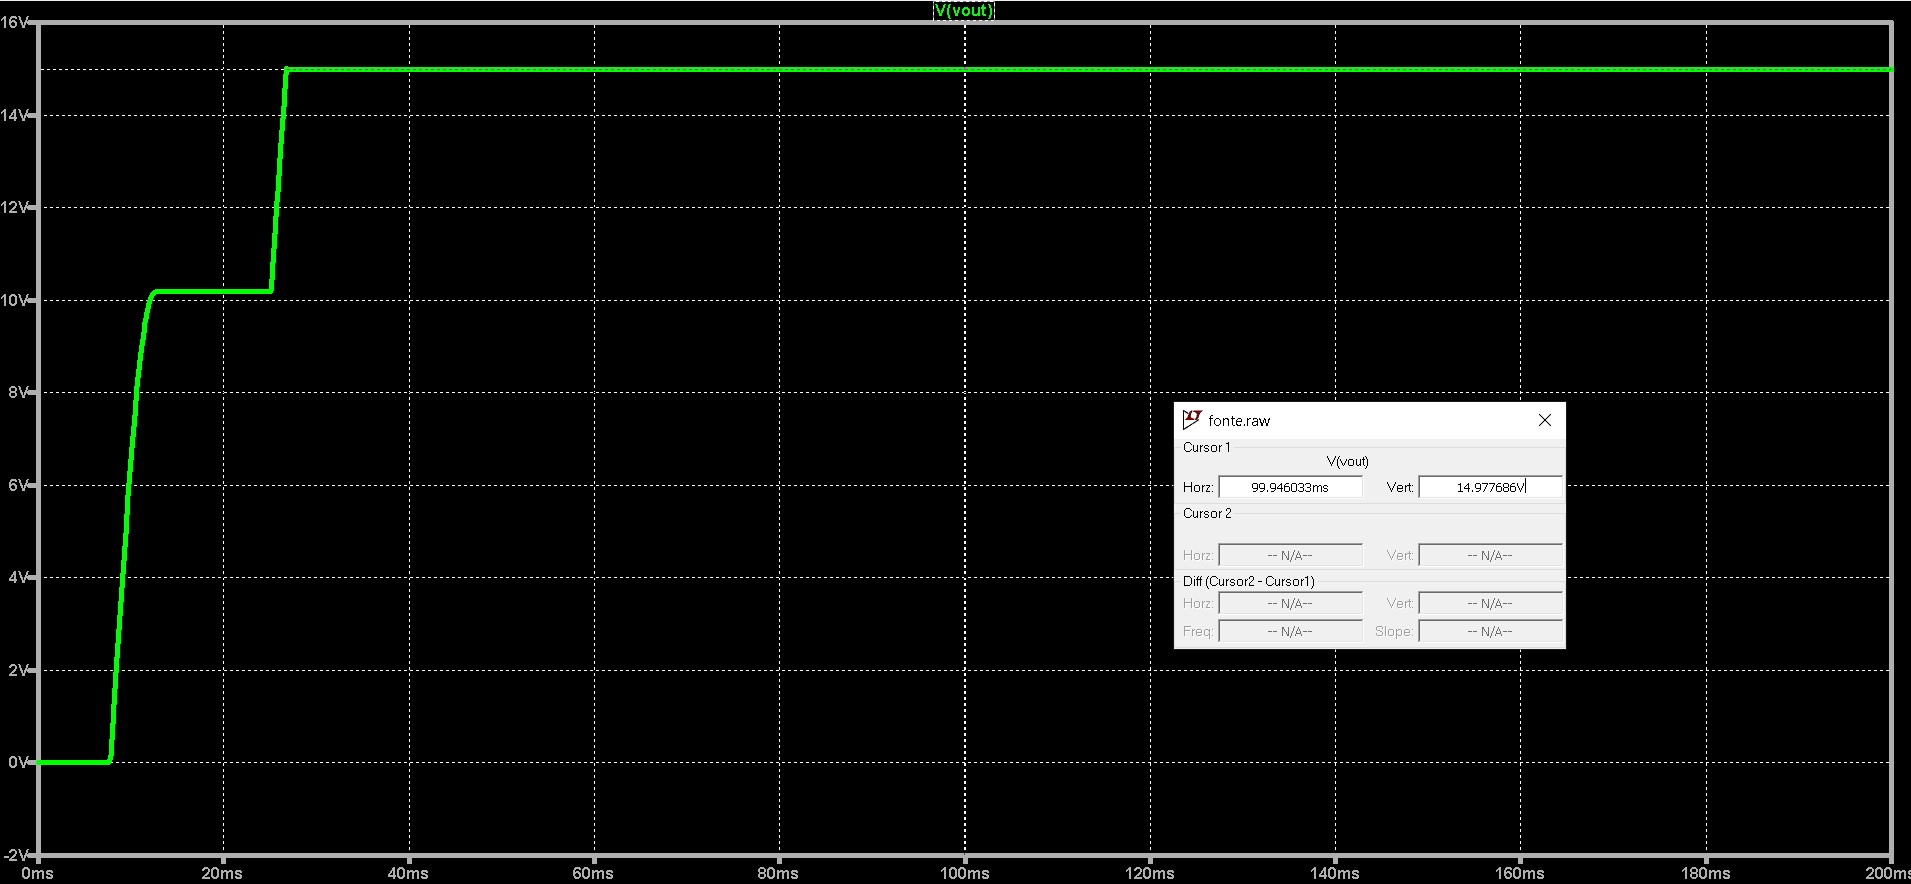 V(vout)
16V
14V
12V
10V
8V
6V
4V
2V
0V
-2V
fonte.raw
Cursor 1
V(vout)
Horz: 99.946033ms Vert: 14.977686V
Cursor 2
Horz: -- N/A-- Vert: -- N/A--
Diff (Cursor2 - Cursor1)
Horz: -- N/A-- Vert: -- N/A--
Freq: -- N/A-- Slope: -- N/A--
0ms 20ms 40ms 60ms 80ms 100ms 120ms 140ms 160ms 180ms 200ms